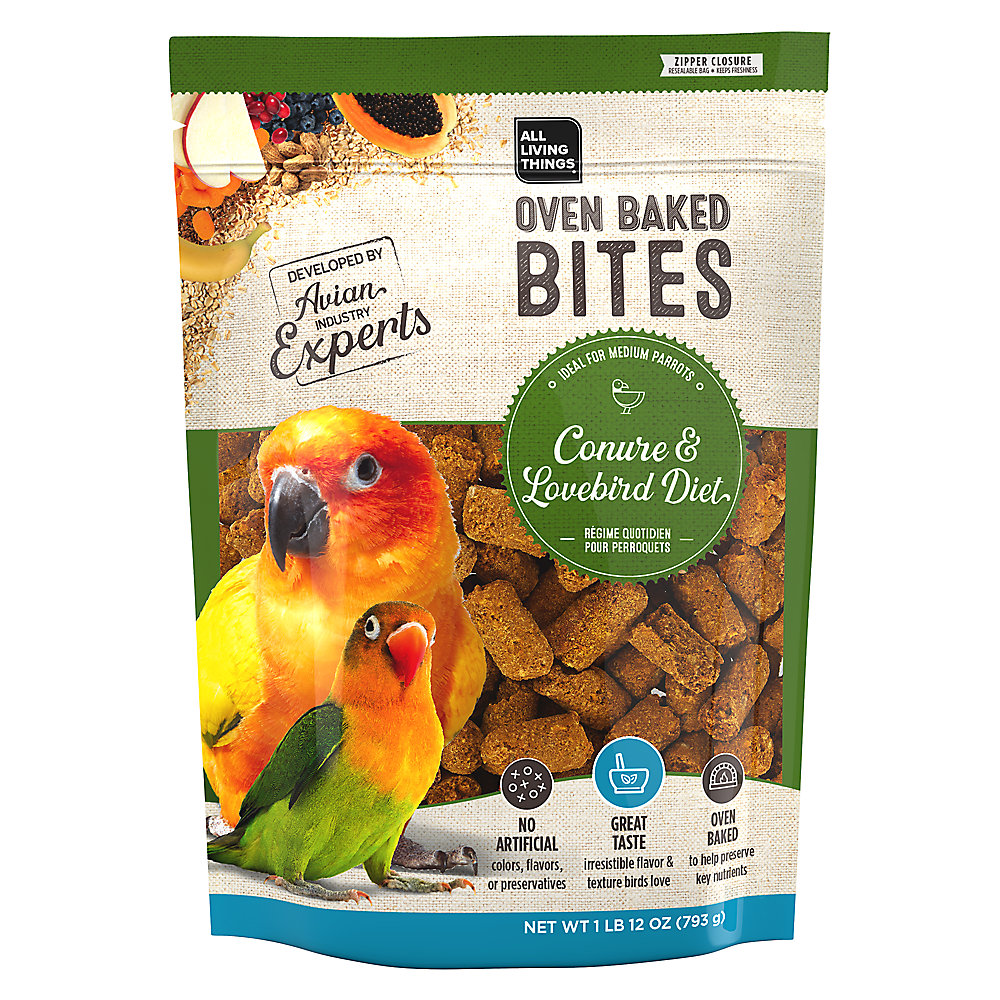 ZIPPER CLOSURE
RESEALABLE BAG • KEEPS FRESHNESS
ALL
LIVING
THINGS®
OVEN BAKED
BITES
DEVELOPED BY
Avian
INDUSTRY
Experts
IDEAL FOR MEDIUM PARROTS
Conure &
Lovebird Diet
RÉGIME QUOTIDIEN
POUR PERROQUETS
NO
ARTIFICIAL
colors, flavors,
or preservatives
GREAT
TASTE
irresistible flavor &
texture birds love
OVEN
BAKED
to help preserve
key nutrients
NET WT 1 LB 12 OZ (793 g)